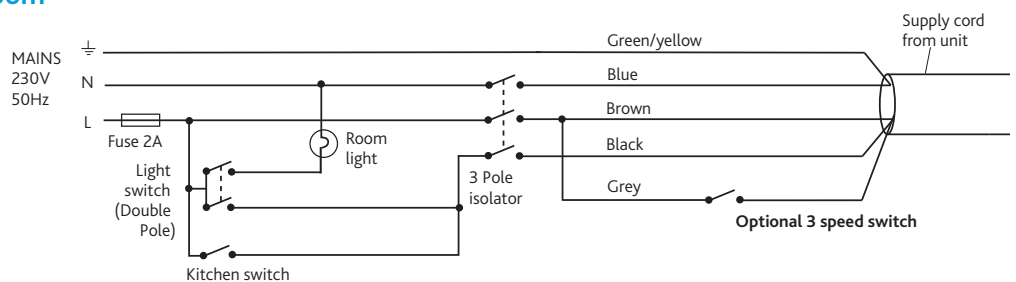 Supply cord
from unit
MAINS
230V
50Hz
Green/yellow
N
Blue
L
Brown
Fuse 2A
Room
light
Black
Light
switch
(Double
Pole)
3 Pole
isolator
Grey
Optional 3 speed switch
Kitchen switch